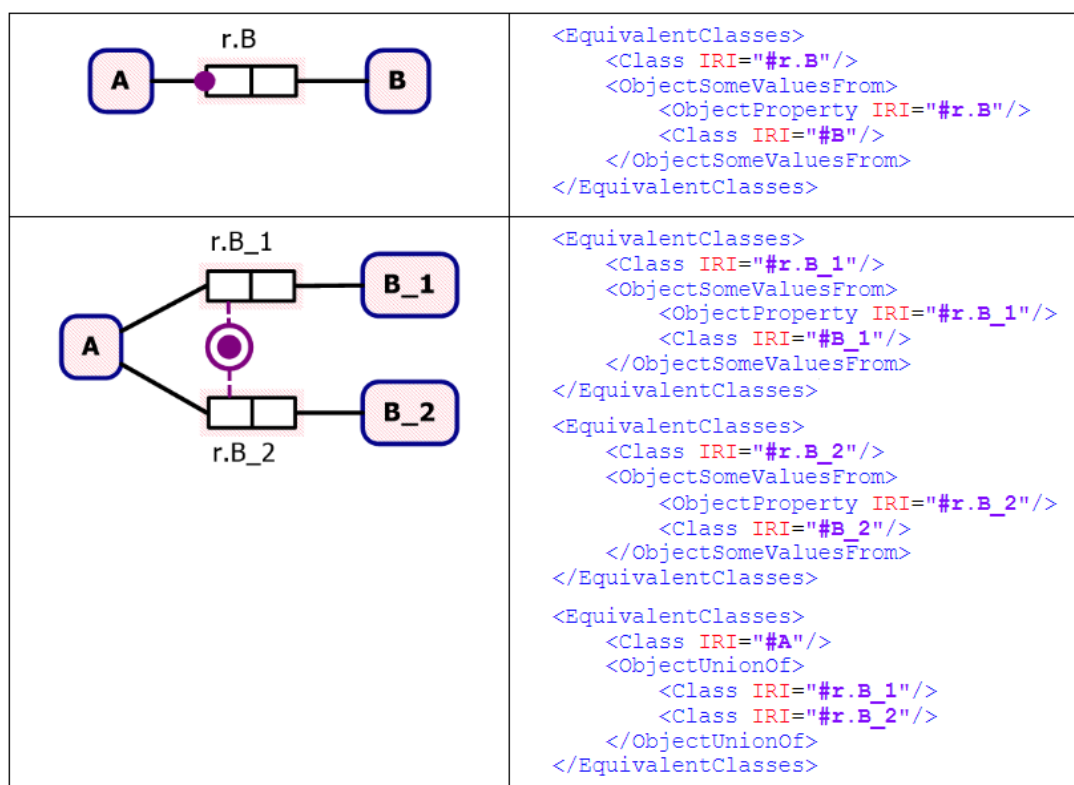 r.B
A
B
<EquivalentClasses>
<Class IRI="#r.B"/>
<ObjectSomeValuesFrom>
<ObjectProperty IRI="#r.B"/>
<Class IRI="#B"/>
</ObjectSomeValuesFrom>
</EquivalentClasses>
r.B_1
B_1
A
B_2
r.B_2
<EquivalentClasses>
<Class IRI="#r.B_1"/>
<ObjectSomeValuesFrom>
<ObjectProperty IRI="#r.B_1"/>
<Class IRI="#B_1"/>
</ObjectSomeValuesFrom>
</EquivalentClasses>
<EquivalentClasses>
<Class IRI="#r.B_2"/>
<ObjectSomeValuesFrom>
<ObjectProperty IRI="#r.B_2"/>
<Class IRI="#B_2"/>
</ObjectSomeValuesFrom>
</EquivalentClasses>
<EquivalentClasses>
<Class IRI="#A"/>
<ObjectUnionOf>
<Class IRI="#r.B_1"/>
<Class IRI="#r.B_2"/>
</ObjectUnionOf>
</EquivalentClasses>